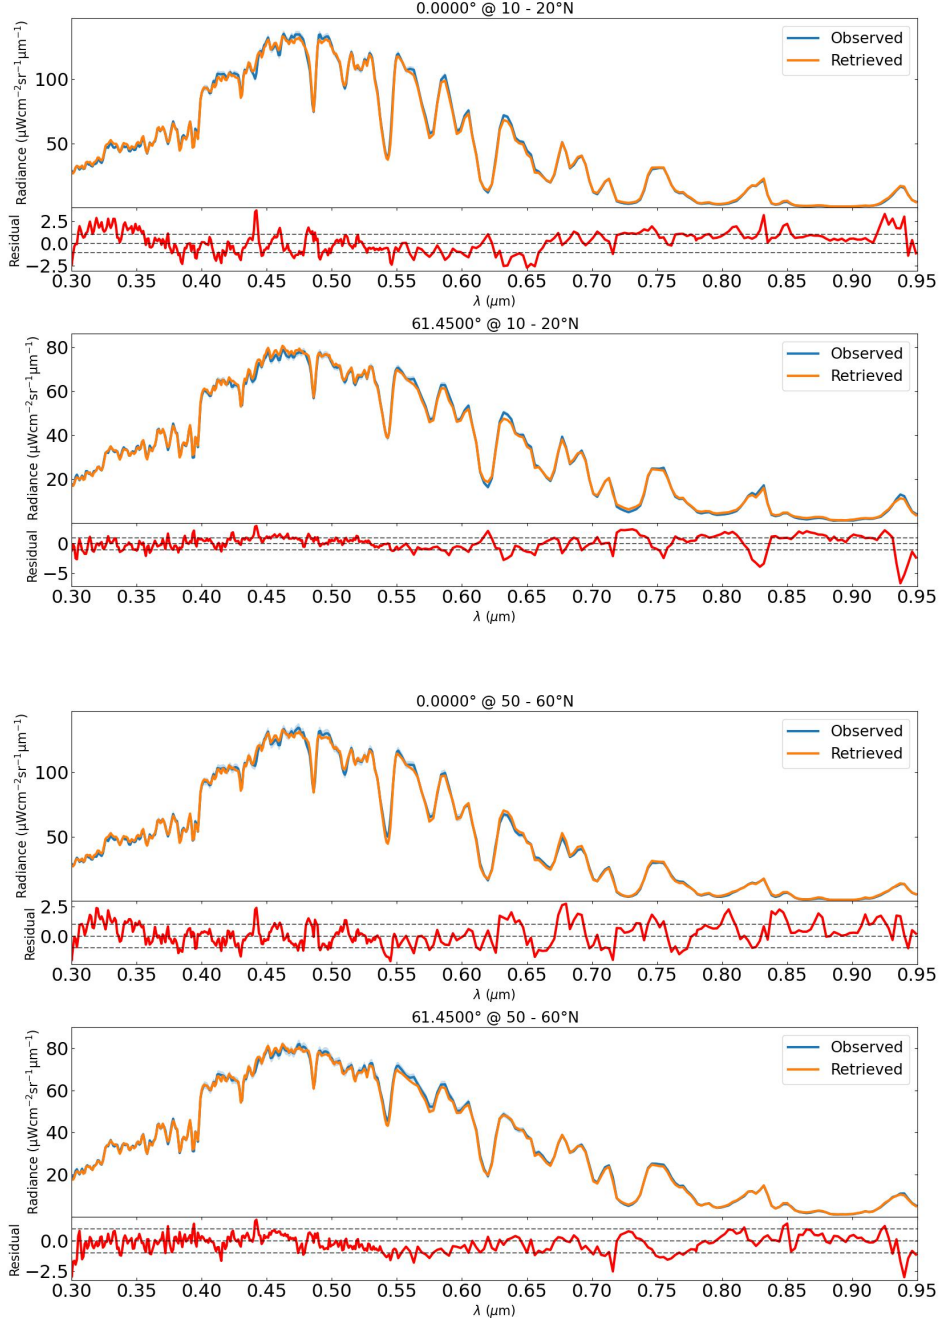 0.0000° @ 10 - 20°N
Radiance (μWcm⁻²sr⁻¹μm⁻¹)
100
50
Observed
Retrieved
Residual
2.5
0.0
−2.5
0.30 0.35 0.40 0.45 0.50 0.55 0.60 0.65 0.70 0.75 0.80 0.85 0.90 0.95
λ (μm)
61.4500° @ 10 - 20°N
Radiance (μWcm⁻²sr⁻¹μm⁻¹)
80
60
40
20
Observed
Retrieved
Residual
0
−5
0.30 0.35 0.40 0.45 0.50 0.55 0.60 0.65 0.70 0.75 0.80 0.85 0.90 0.95
λ (μm)
0.0000° @ 50 - 60°N
Radiance (μWcm⁻²sr⁻¹μm⁻¹)
100
50
Observed
Retrieved
Residual
2.5
0.0
0.30 0.35 0.40 0.45 0.50 0.55 0.60 0.65 0.70 0.75 0.80 0.85 0.90 0.95
λ (μm)
61.4500° @ 50 - 60°N
Radiance (μWcm⁻²sr⁻¹μm⁻¹)
80
60
40
20
Observed
Retrieved
Residual
0.0
−2.5
0.30 0.35 0.40 0.45 0.50 0.55 0.60 0.65 0.70 0.75 0.80 0.85 0.90 0.95
λ (μm)